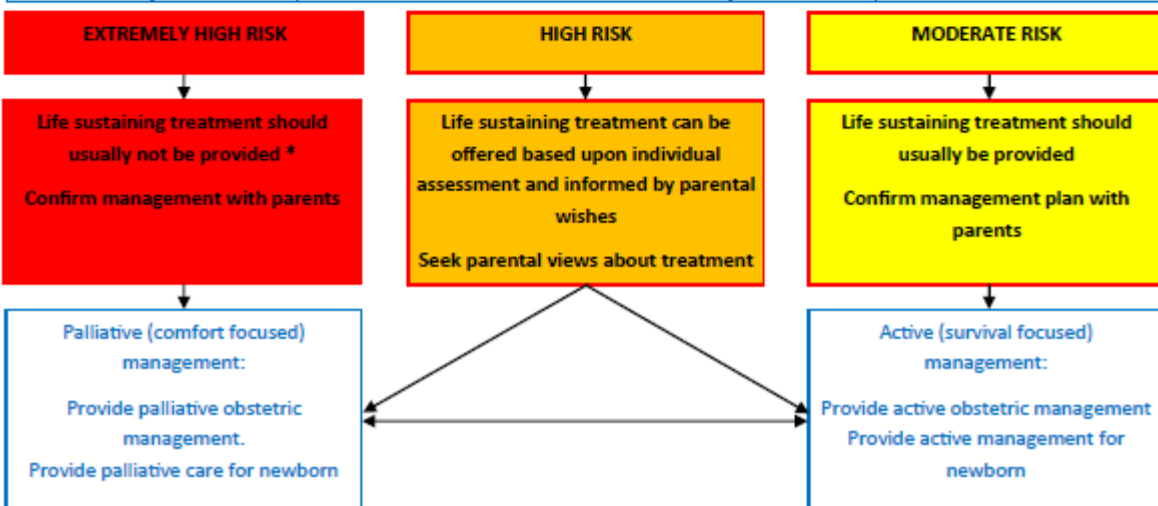 EXTREMELY HIGH RISK
HIGH RISK
MODERATE RISK
Life sustaining treatment should
usually not be provided *
Confirm management with parents
Life sustaining treatment can be
offered based upon individual
assessment and informed by parental
wishes
Seek parental views about treatment
Life sustaining treatment should
usually be provided
Confirm management plan with
parents
Palliative (comfort focused)
management:
Provide palliative obstetric
management.
Provide palliative care for newborn
Active (survival focused)
management:
Provide active obstetric management
Provide active management for
newborn